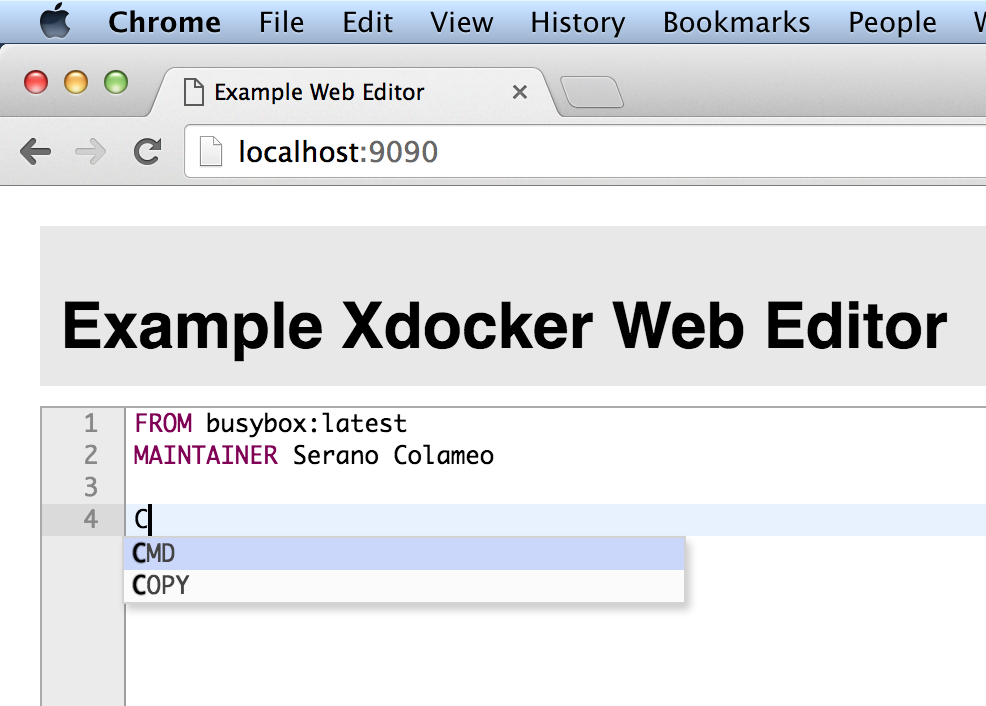 Chrome File Edit View History Bookmarks People
Example Web Editor
localhost:9090
Example Xdocker Web Editor
1 FROM busybox:latest
2 MAINTAINER Serano Colameo
3
4 C
CMD
COPY